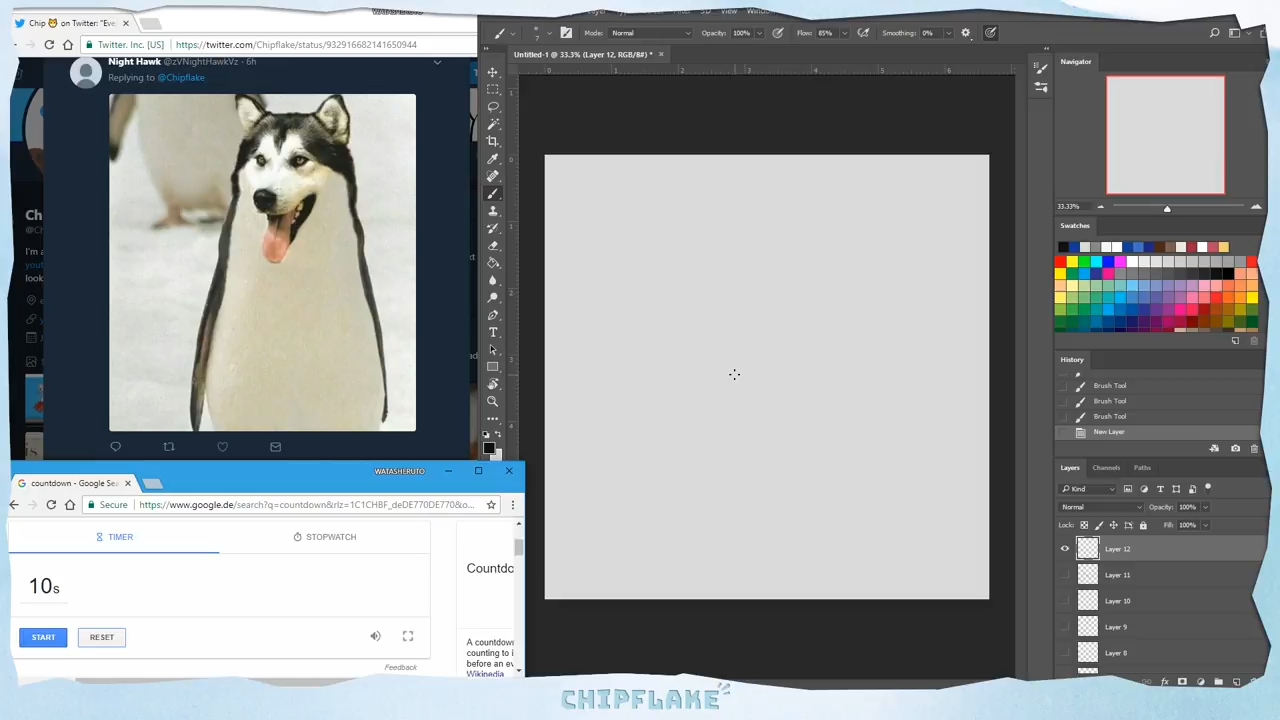 Chip 🐱 on Twitter: "Eve
Twitter, Inc. [US]
https://twitter.com/Chipflake/status/932916682141650944
Night Hawk @zVNightHawkVz - 6h
Replying to @Chipflake
WATASHERUTO
countdown - Google Sea
Secure
https://www.google.de/search?q=countdown&rlz=1C1CHBF_deDE770DE770&o...
TIMER
STOPWATCH
10s
START
RESET
Feedback
Countdo
A countdown
counting to i
before an ev
Wikipedia
Mode: Normal
Opacity: 100%
Flow: 85%
Smoothing: 0%
Untitled-1 @ 33.3% (Layer 12, RGB/8#) *
Navigator
33.33%
Swatches
History
Brush Tool
Brush Tool
Brush Tool
New Layer
Layers
Channels
Paths
Kind
Normal
Opacity: 100%
Lock:
Fill: 100%
Layer 12
Layer 11
Layer 10
Layer 9
Layer 8
CHIPFLAKE